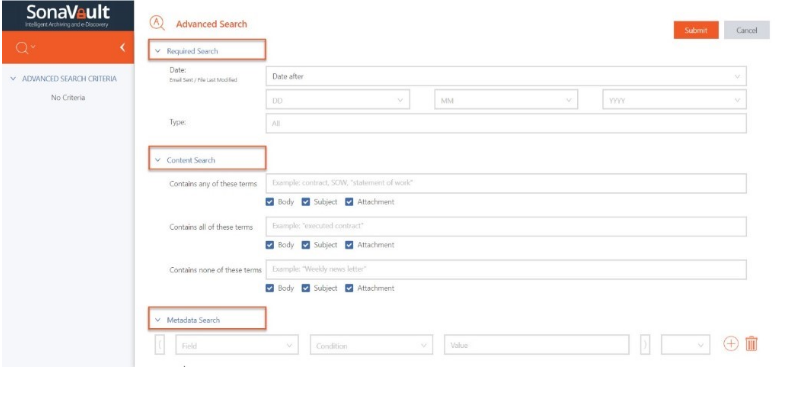 SonaVault
Intelligent Archiving and e-Discovery
Advanced Search
Submit Cancel
Required Search
ADVANCED SEARCH CRITERIA
No Criteria
Date:
Email Sent / File Last Modified
Date after
DD MM YYYY
Type: All
Content Search
Contains any of these terms Example: contract, SOW, "statement of work"
Body Subject Attachment
Contains all of these terms Example: "executed contract"
Body Subject Attachment
Contains none of these terms Example: "Weekly news letter"
Body Subject Attachment
Metadata Search
( Field Condition Value )